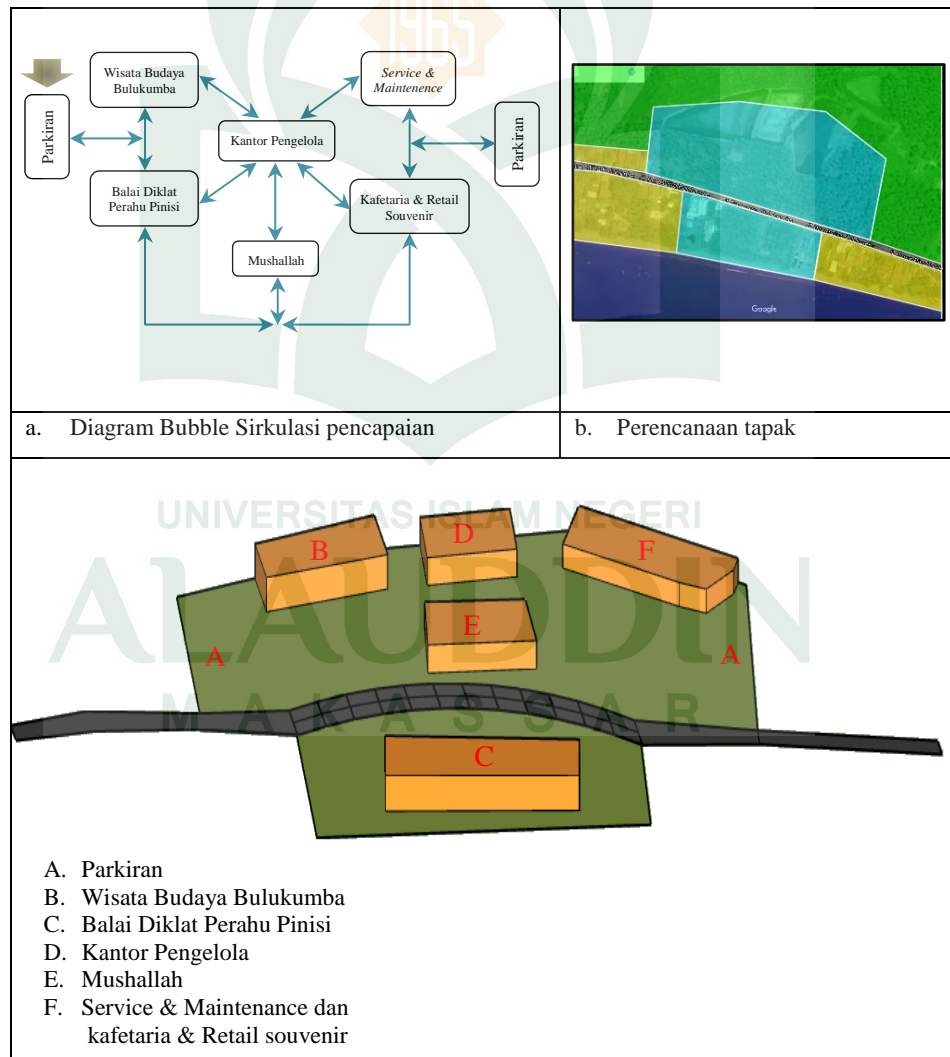 1965
Wisata Budaya
Bulukumba
Service &
Maintenence
Parkiran
Kantor Pengelola
Parkiran
Balai Diklat
Perahu Pinisi
Kafetaria & Retail
Souvenir
Mushallah
Google
a. Diagram Bubble Sirkulasi pencapaian
b. Perencanaan tapak
UNIVERSITAS ISLAM NEGERI
B
D
F
E
ALAUDDIN
A
A
MAKASSAR
C
A. Parkiran
B. Wisata Budaya Bulukumba
C. Balai Diklat Perahu Pinisi
D. Kantor Pengelola
E. Mushallah
F. Service & Maintenance dan
kafetaria & Retail souvenir